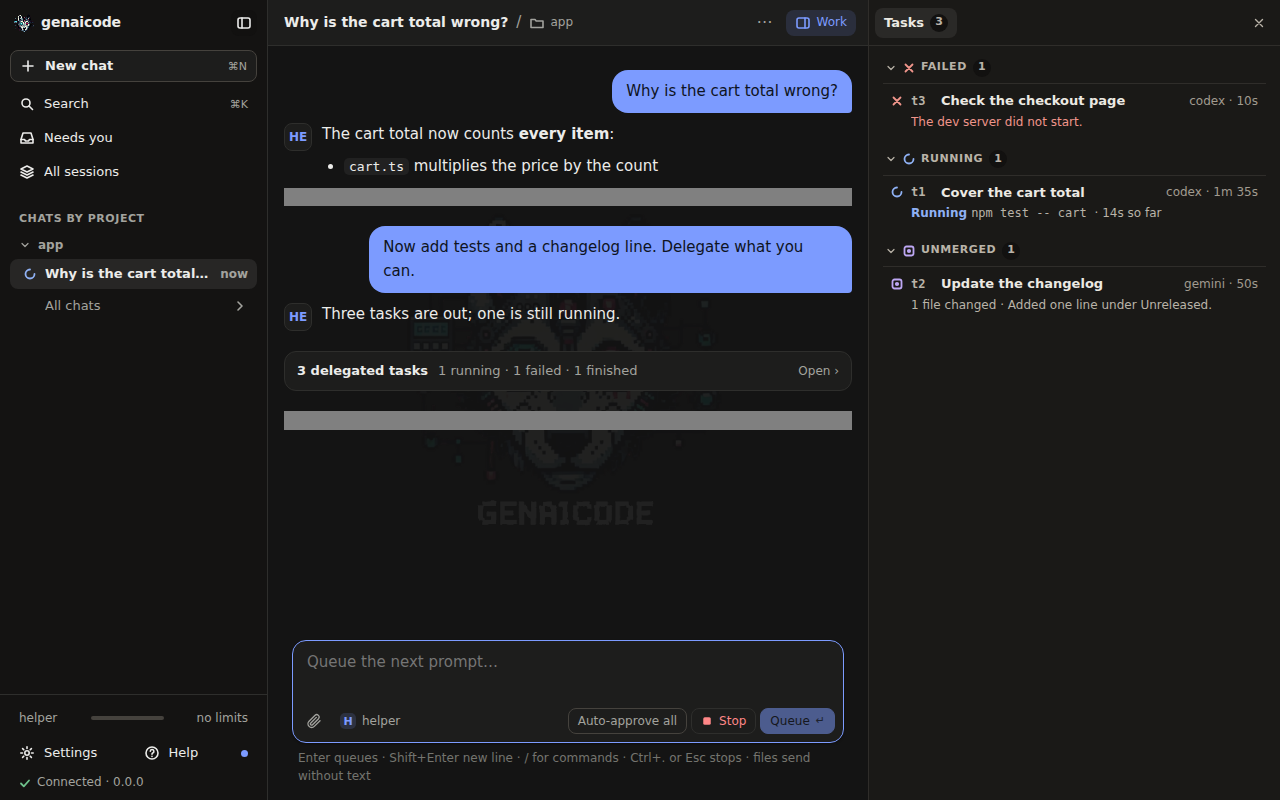 genaicode
New chat ⌘N
Search ⌘K
Needs you
All sessions
CHATS BY PROJECT
app
Why is the cart total… now
All chats
helper no limits
Settings Help
Connected · 0.0.0
Why is the cart total wrong? / app ··· Work
Why is the cart total wrong?
HE The cart total now counts every item:
• cart.ts multiplies the price by the count
Now add tests and a changelog line. Delegate what you
can.
HE Three tasks are out; one is still running.
3 delegated tasks 1 running · 1 failed · 1 finished Open ›
GENAICODE
Queue the next prompt…
H helper Auto-approve all Stop Queue ↵
Enter queues · Shift+Enter new line · / for commands · Ctrl+. or Esc stops · files send
without text
Tasks 3
FAILED 1
t3 Check the checkout page codex · 10s
The dev server did not start.
RUNNING 1
t1 Cover the cart total codex · 1m 35s
Running npm test -- cart · 14s so far
UNMERGED 1
t2 Update the changelog gemini · 50s
1 file changed · Added one line under Unreleased.